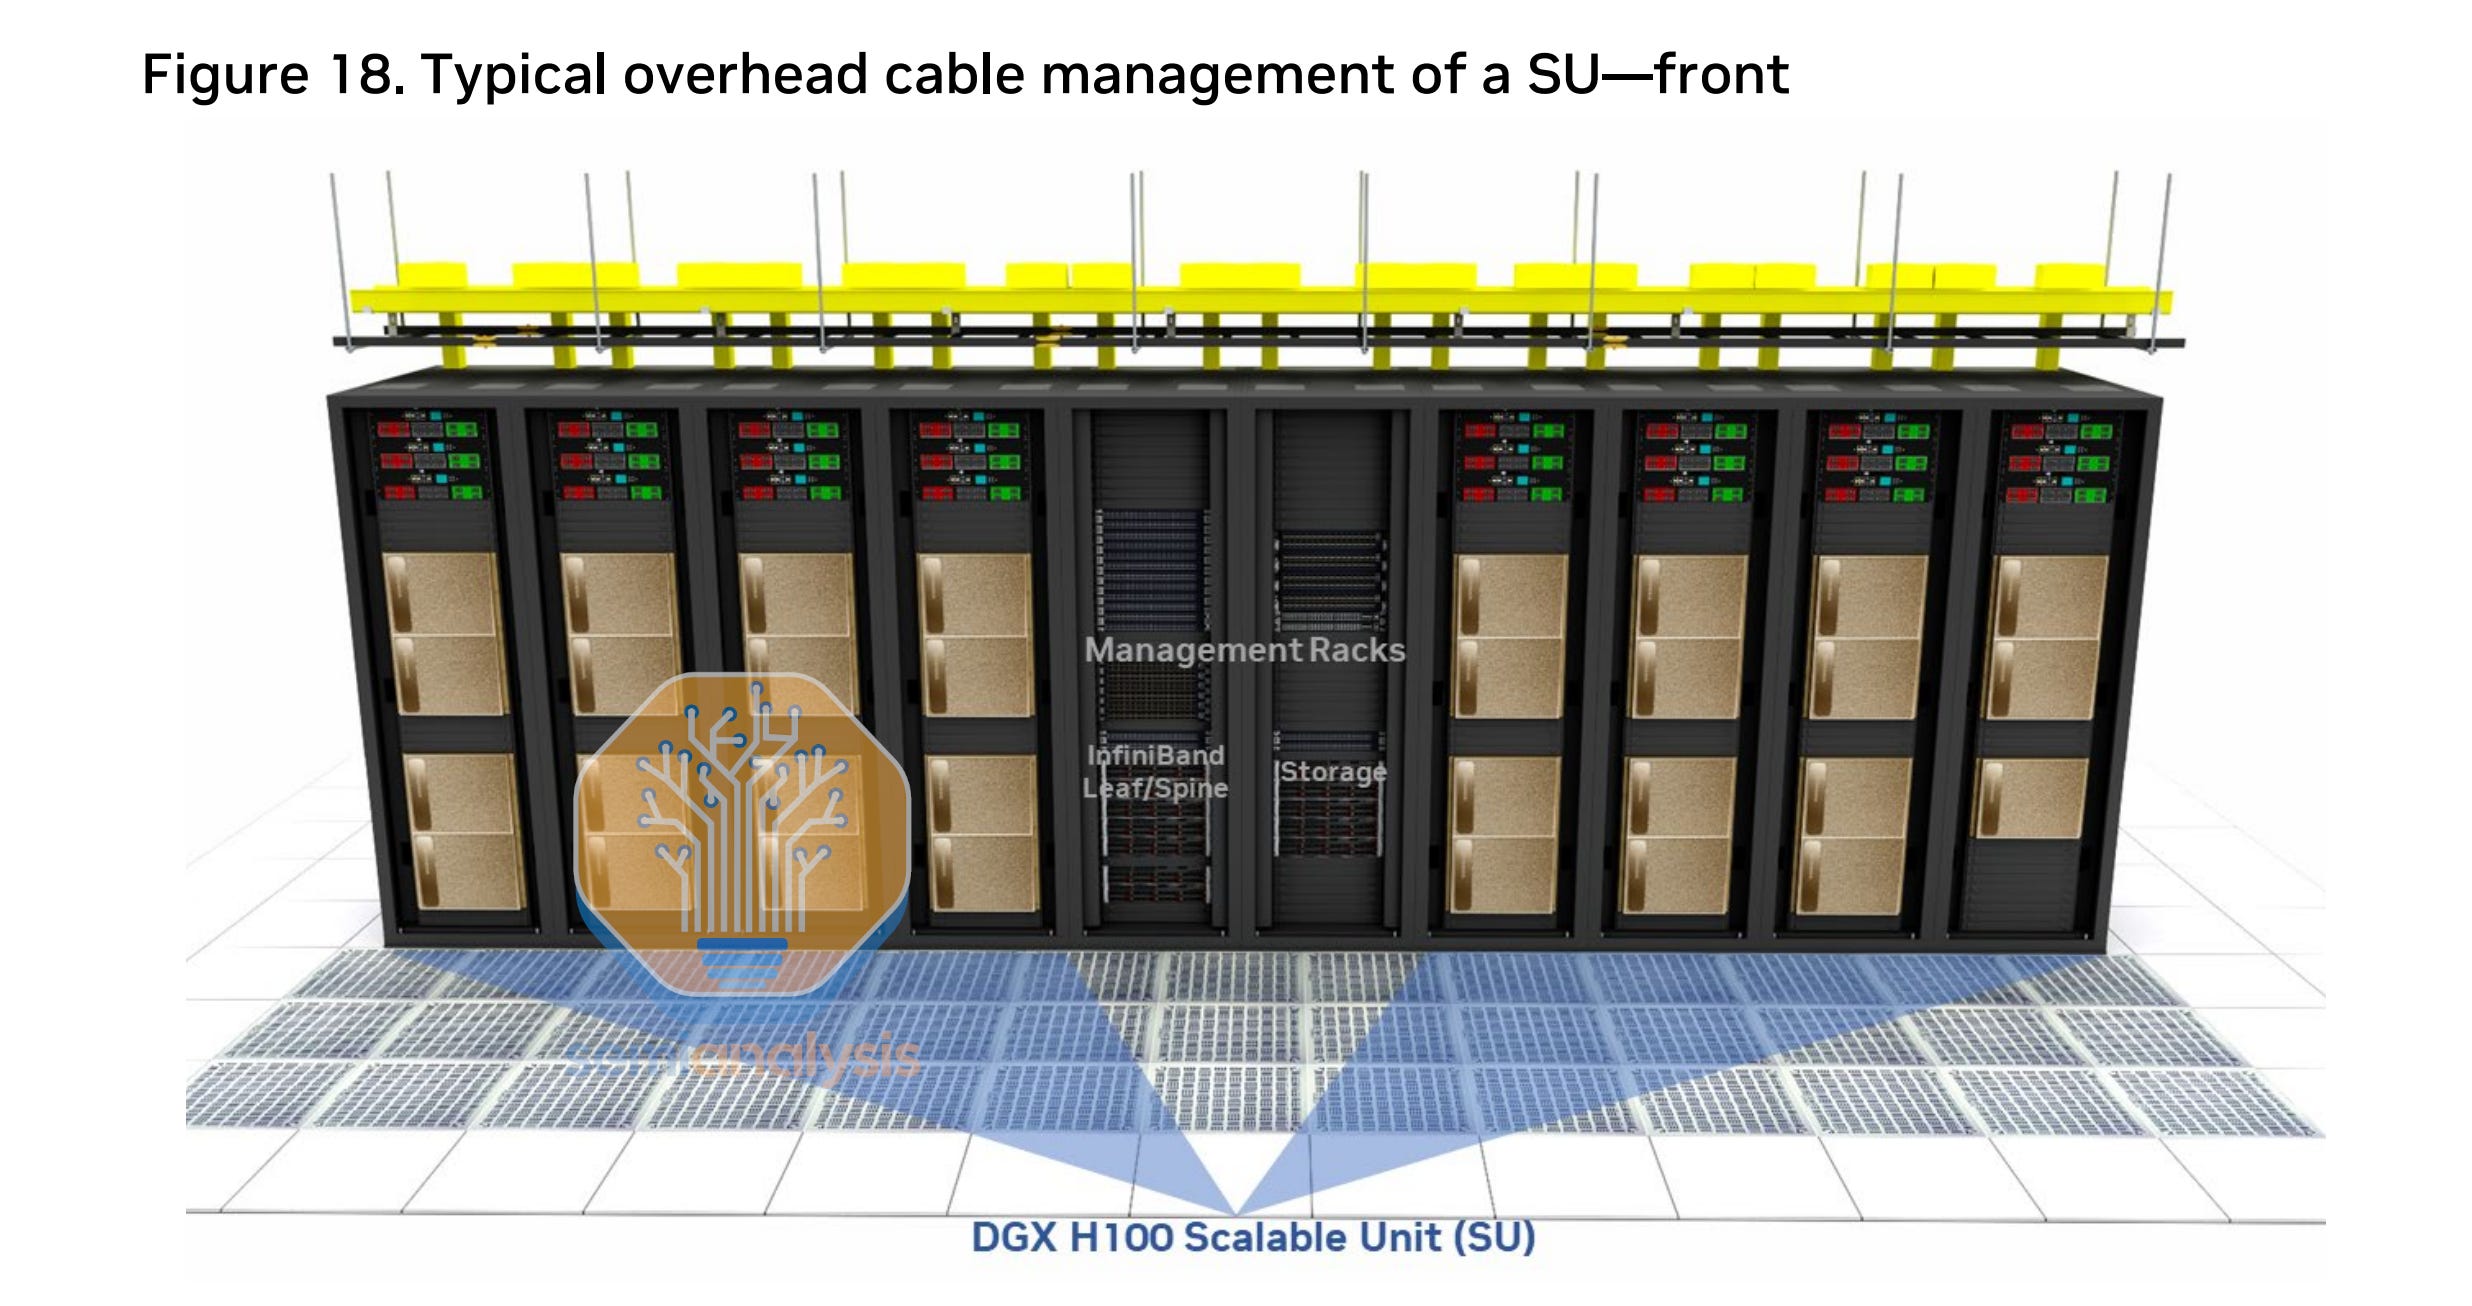 Figure 18. Typical overhead cable management of a SU—front
Management Racks
InfiniBand
Leaf/Spine
Storage
semianalysis
DGX H100 Scalable Unit (SU)